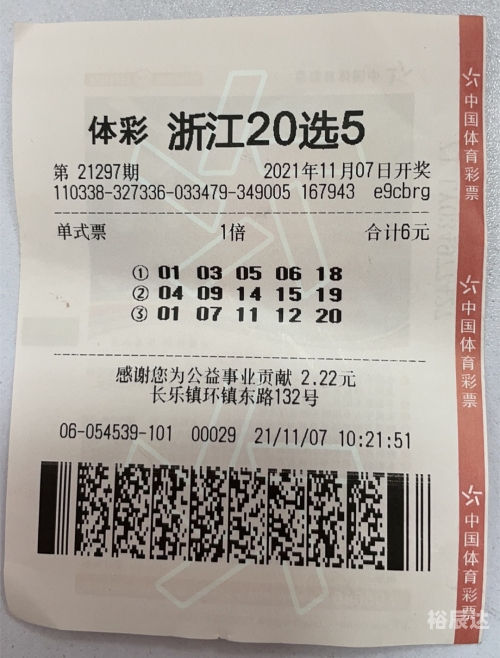 体彩 浙江20选5
第 21297期 2021年11月07日开奖
110338-327336-033479-349005 167943 e9cbrg
单式票 1倍 合计6元
① 01 03 05 06 18
② 04 09 14 15 19
③ 01 07 11 12 20
感谢您为公益事业贡献 2.22元
长乐镇环镇东路132号
06-054539-101 00029 21/11/07 10:21:51
中国体育彩票
中国体育彩票
中国体育彩票
裕辰达